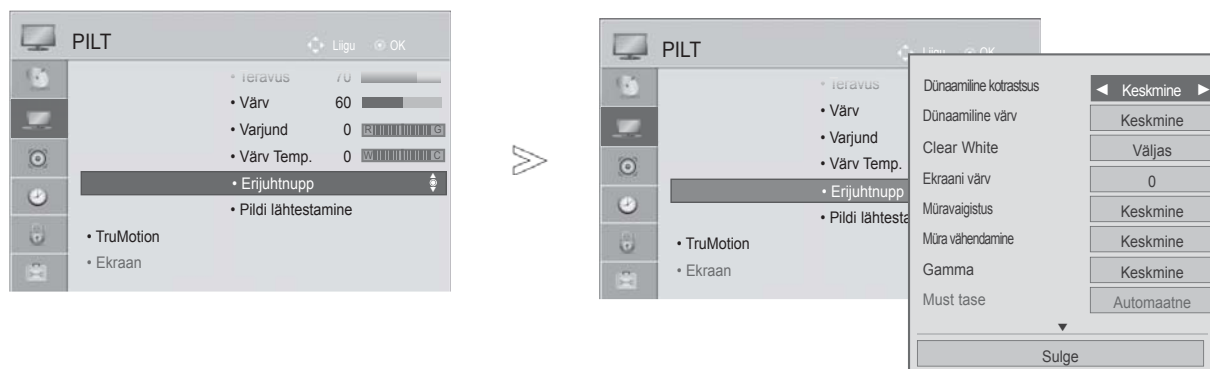 PILT
Liigu OK
• Teravus 70
• Värv 60
• Varjund 0 R G
• Värv Temp. 0 W C
• Erijuhtnupp
• Pildi lähtestamine
• TruMotion
• Ekraan
PILT
Liigu OK
• Teravus
• Värv
• Varjund
• Värv Temp.
• Erijuhtnupp
• Pildi lähtesta
• TruMotion
• Ekraan
Dünaamiline kotrastsus ◀ Keskmine ▶
Dünaamiline värv Keskmine
Clear White Väljas
Ekraani värv 0
Müravaigistus Keskmine
Müra vähendamine Keskmine
Gamma Keskmine
Must tase Automaatne
▼
Sulge